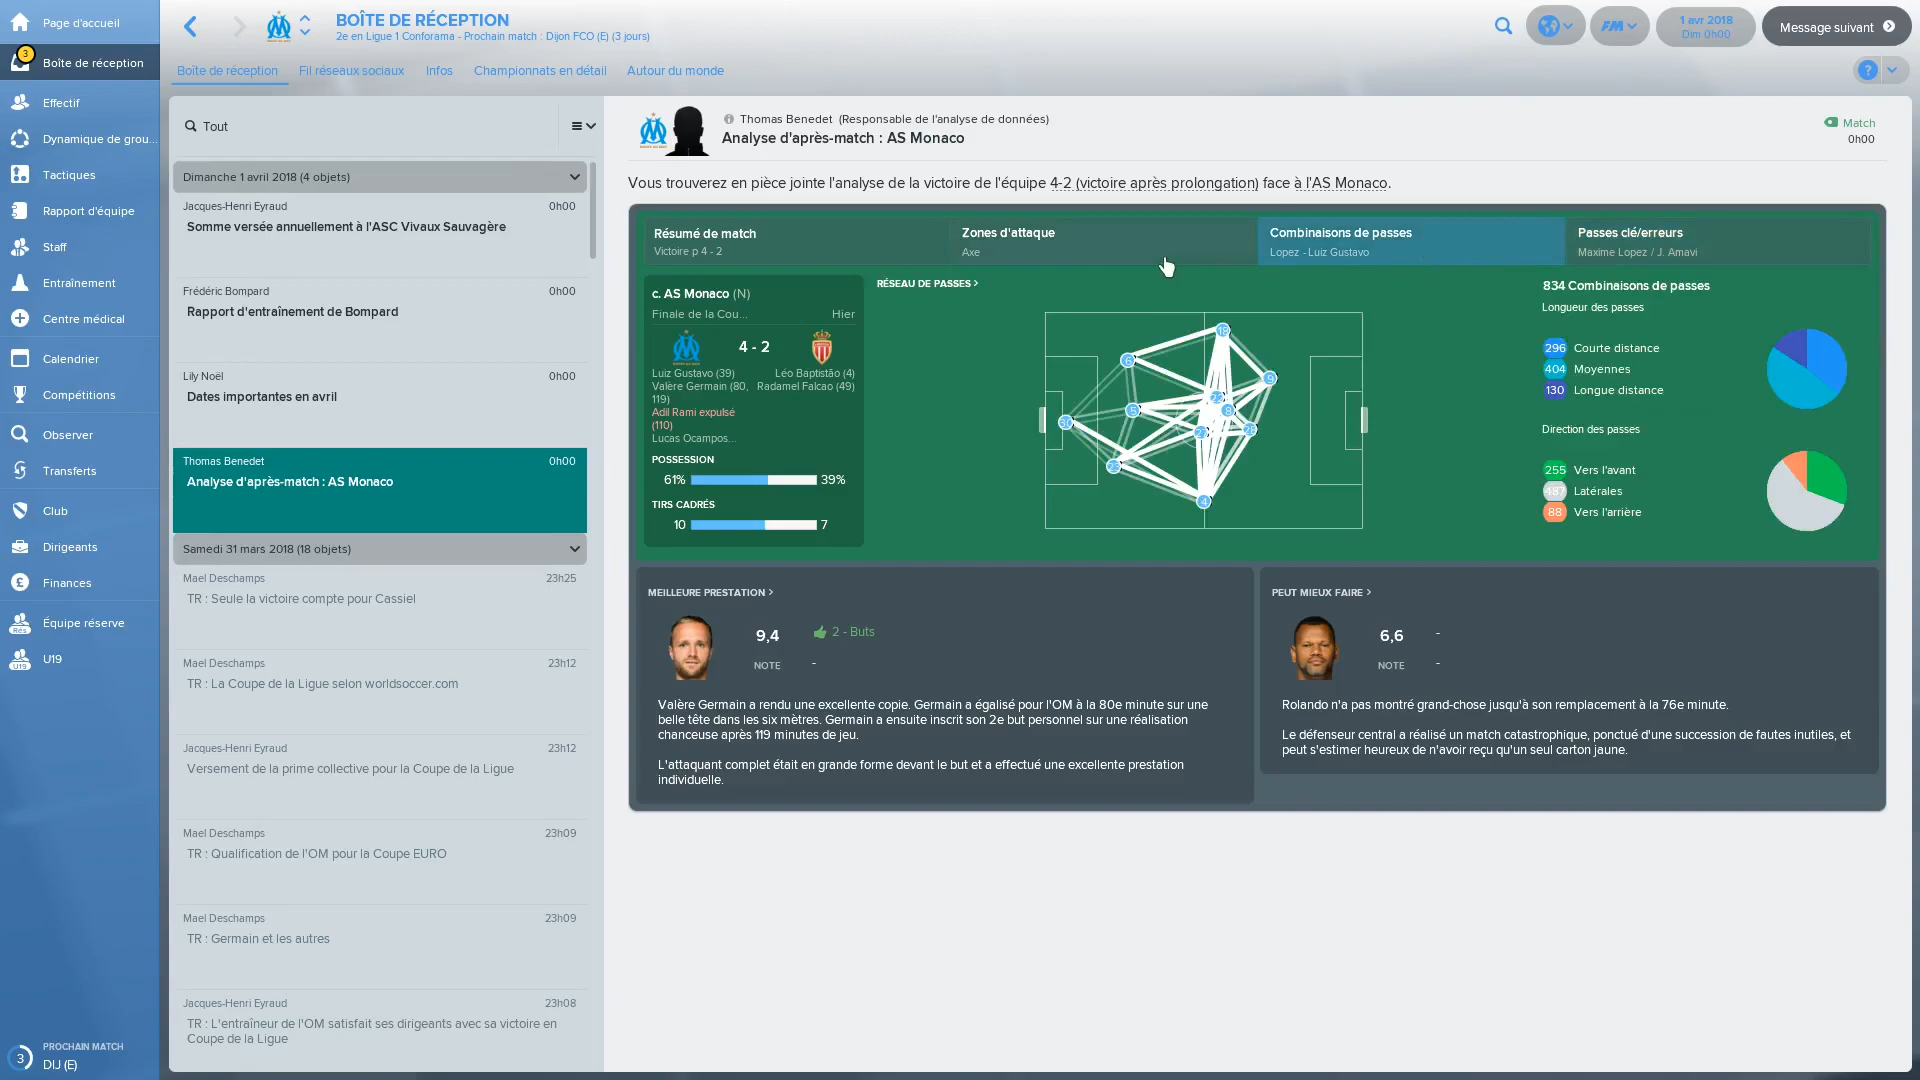 Page d'accueil
3
Boîte de réception
Effectif
Dynamique de grou...
Tactiques
Rapport d'équipe
Staff
Entraînement
Centre médical
Calendrier
Compétitions
Observer
Transferts
Club
Dirigeants
Finances
Rés
Équipe réserve
U19
U19
3
PROCHAIN MATCH
DIJ (E)
BOÎTE DE RÉCEPTION
2e en Ligue 1 Conforama - Prochain match : Dijon FCO (E) (3 jours)
FM
1 avr 2018
Dim 0h00
Message suivant
Boîte de réception
Fil réseaux sociaux
Infos
Championnats en détail
Autour du monde
?
Tout
Dimanche 1 avril 2018 (4 objets)
Jacques-Henri Eyraud 0h00
Somme versée annuellement à l'ASC Vivaux Sauvagère
Frédéric Bompard 0h00
Rapport d'entraînement de Bompard
Lily Noël 0h00
Dates importantes en avril
Thomas Benedet 0h00
Analyse d'après-match : AS Monaco
Samedi 31 mars 2018 (18 objets)
Mael Deschamps 23h25
TR : Seule la victoire compte pour Cassiel
Mael Deschamps 23h12
TR : La Coupe de la Ligue selon worldsoccer.com
Jacques-Henri Eyraud 23h12
Versement de la prime collective pour la Coupe de la Ligue
Mael Deschamps 23h09
TR : Qualification de l'OM pour la Coupe EURO
Mael Deschamps 23h09
TR : Germain et les autres
Jacques-Henri Eyraud 23h08
TR : L'entraîneur de l'OM satisfait ses dirigeants avec sa victoire en
Coupe de la Ligue
Thomas Benedet (Responsable de l'analyse de données)
Analyse d'après-match : AS Monaco
Match
0h00
Vous trouverez en pièce jointe l'analyse de la victoire de l'équipe 4-2 (victoire après prolongation) face à l'AS Monaco.
Résumé de match
Victoire p 4 - 2
Zones d'attaque
Axe
Combinaisons de passes
Lopez - Luiz Gustavo
Passes clé/erreurs
Maxime Lopez / J. Amavi
c. AS Monaco (N)
Finale de la Cou... Hier
4 - 2
Luiz Gustavo (39) Léo Baptistão (4)
Valère Germain (80, Radamel Falcao (49)
119)
Adil Rami expulsé
(110)
Lucas Ocampos...
POSSESSION
61% 39%
TIRS CADRÉS
10 7
RÉSEAU DE PASSES >
18
6
9
5
8
30
28
23
4
834 Combinaisons de passes
Longueur des passes
296 Courte distance
404 Moyennes
130 Longue distance
Direction des passes
255 Vers l'avant
487 Latérales
88 Vers l'arrière
MEILLEURE PRESTATION >
9,4
NOTE
2 - Buts
-
Valère Germain a rendu une excellente copie. Germain a égalisé pour l'OM à la 80e minute sur une
belle tête dans les six mètres. Germain a ensuite inscrit son 2e but personnel sur une réalisation
chanceuse après 119 minutes de jeu.
L'attaquant complet était en grande forme devant le but et a effectué une excellente prestation
individuelle.
PEUT MIEUX FAIRE >
6,6
NOTE
-
-
Rolando n'a pas montré grand-chose jusqu'à son remplacement à la 76e minute.
Le défenseur central a réalisé un match catastrophique, ponctué d'une succession de fautes inutiles, et
peut s'estimer heureux de n'avoir reçu qu'un seul carton jaune.